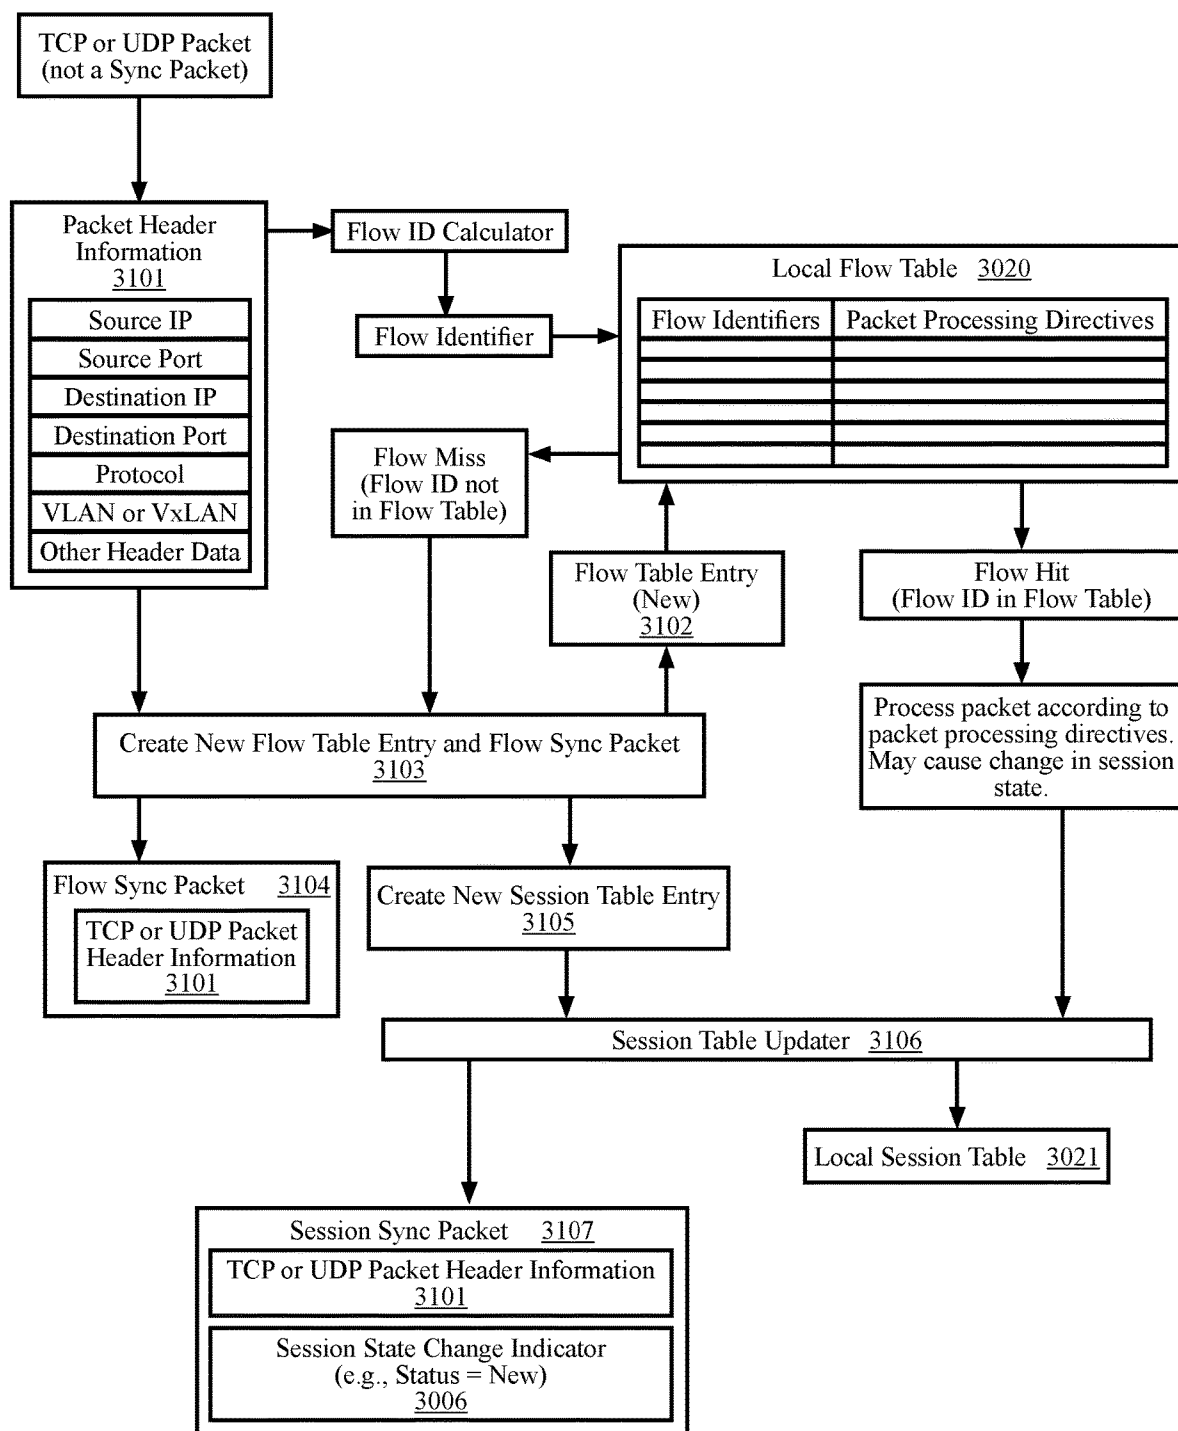 TCP or UDP Packet
(not a Sync Packet)
Packet Header
Information
3101
Source IP
Source Port
Destination IP
Destination Port
Protocol
VLAN or VxLAN
Other Header Data
Flow ID Calculator
Flow Identifier
Local Flow Table 3020
Flow Identifiers
Packet Processing Directives
Flow Miss
(Flow ID not
in Flow Table)
Flow Table Entry
(New)
3102
Flow Hit
(Flow ID in Flow Table)
Create New Flow Table Entry and Flow Sync Packet
3103
Process packet according to
packet processing directives.
May cause change in session
state.
Flow Sync Packet 3104
TCP or UDP Packet
Header Information
3101
Create New Session Table Entry
3105
Session Table Updater 3106
Local Session Table 3021
Session Sync Packet 3107
TCP or UDP Packet Header Information
3101
Session State Change Indicator
(e.g., Status = New)
3006